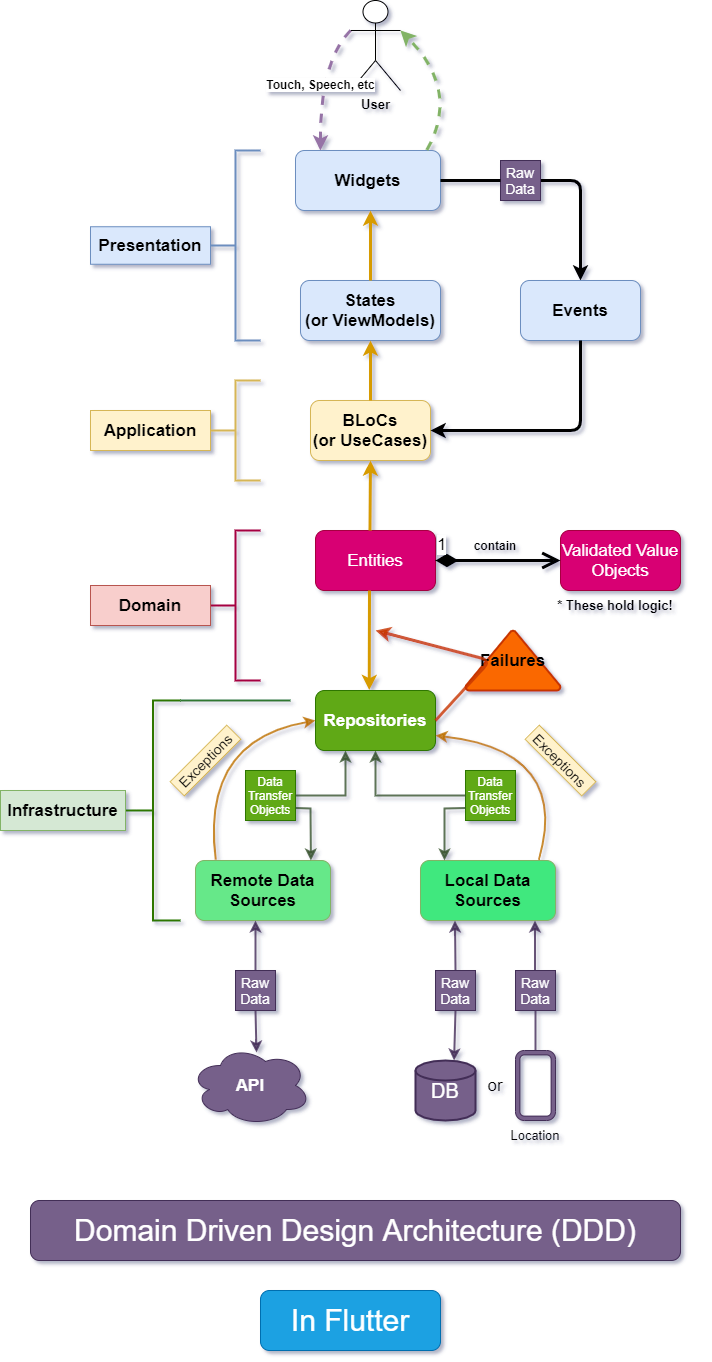 Touch, Speech, etc
User
Widgets
Raw
Data
Presentation
States
(or ViewModels)
Events
Application
BLoCs
(or UseCases)
Entities
1
contain
Validated Value
Objects
* These hold logic!
Domain
Failures
Repositories
Exceptions
Exceptions
Data
Transfer
Objects
Data
Transfer
Objects
Infrastructure
Remote Data
Sources
Local Data
Sources
Raw
Data
Raw
Data
Raw
Data
API
DB
or
Location
Domain Driven Design Architecture (DDD)
In Flutter